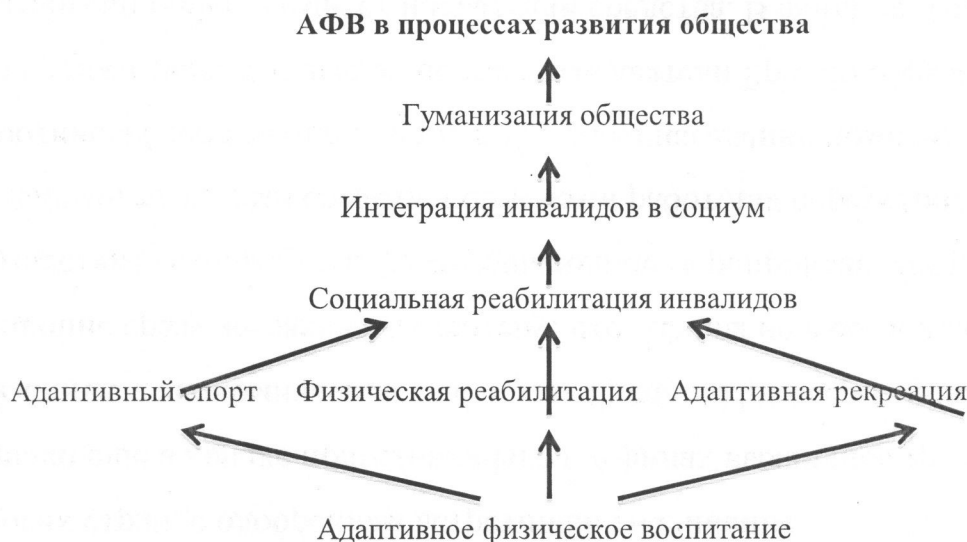 АФВ в процессах развития общества
Гуманизация общества
Интеграция инвалидов в социум
Социальная реабилитация инвалидов
Адаптивный спорт Физическая реабилитация Адаптивная рекреация
Адаптивное физическое воспитание